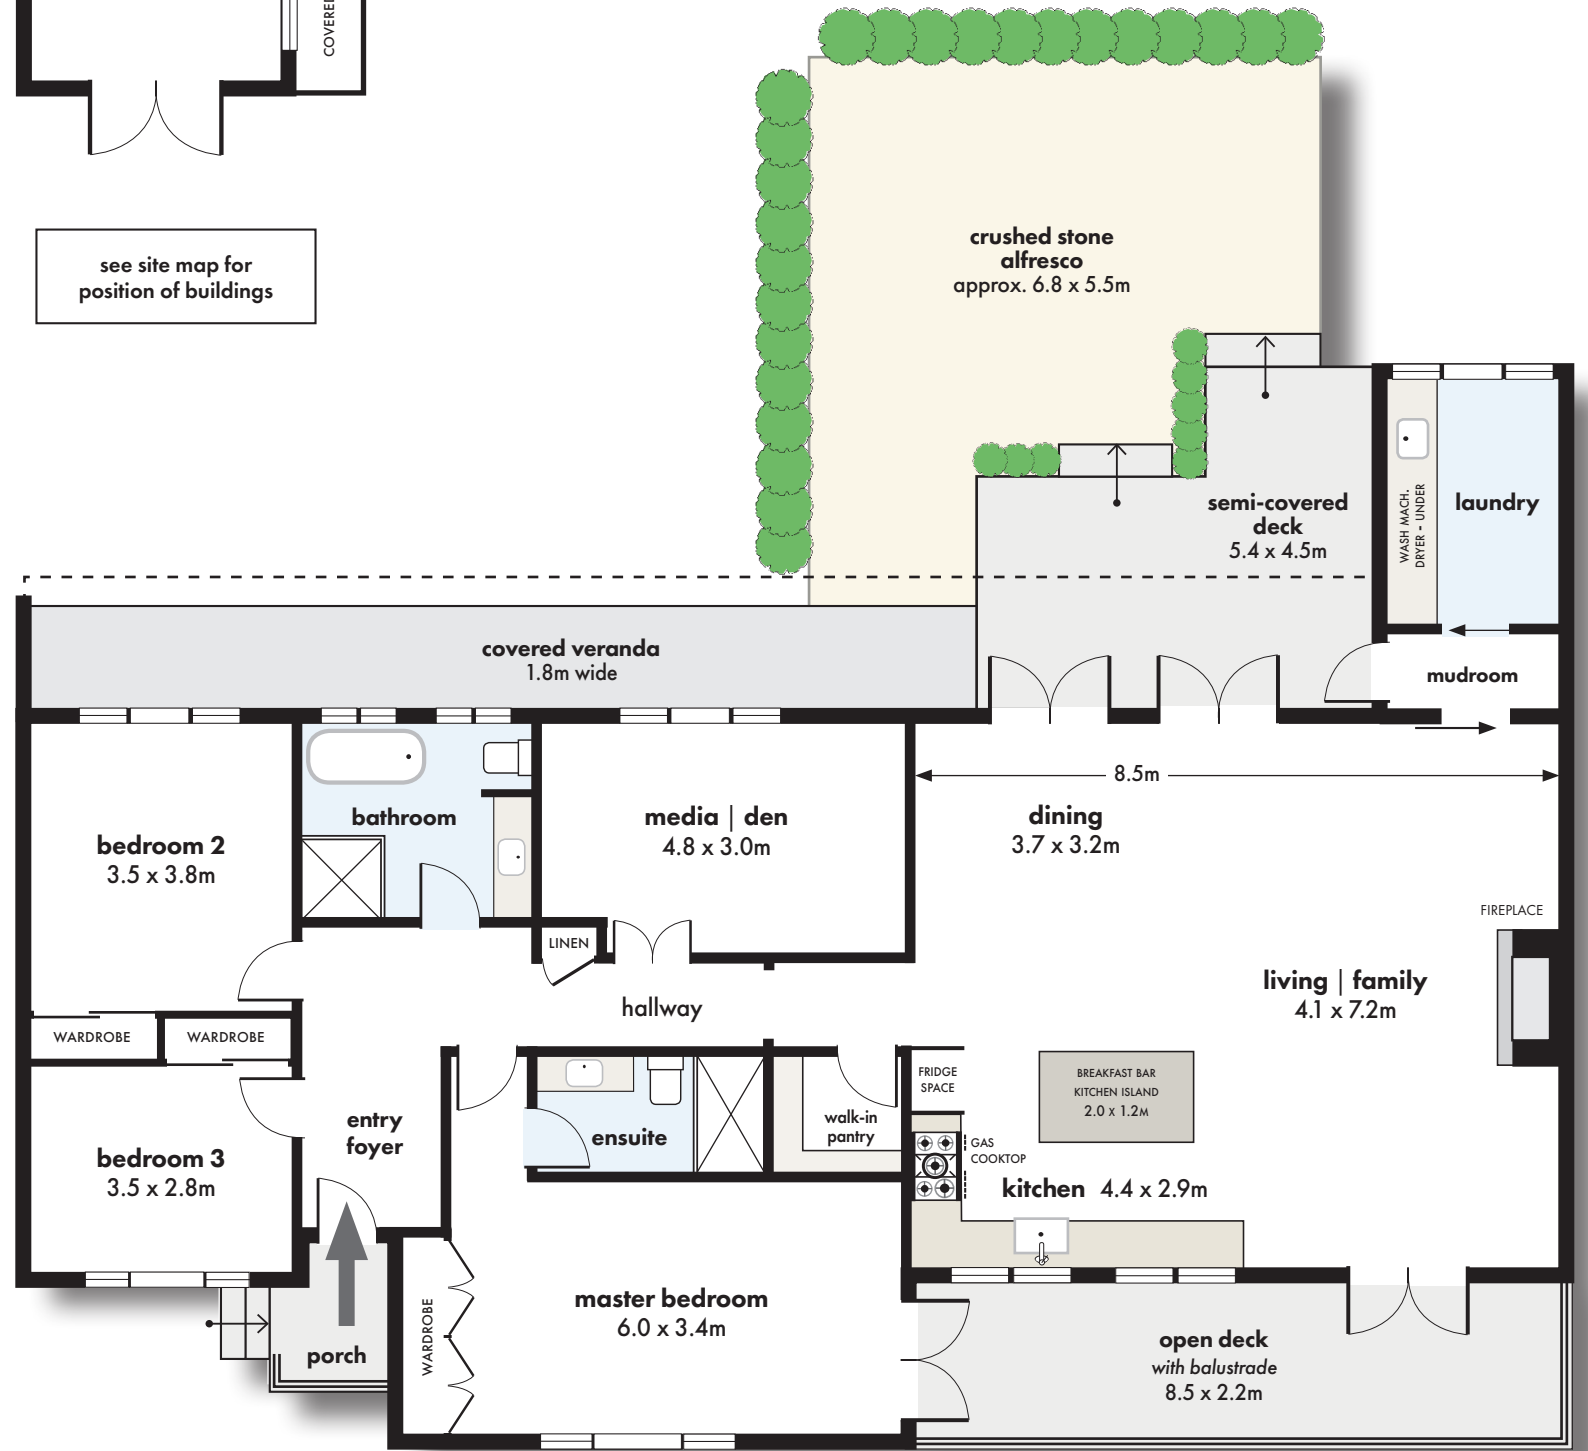 COVERED
see site map for
position of buildings
crushed stone
alfresco
approx. 6.8 x 5.5m
semi-covered
deck
5.4 x 4.5m
WASH MACH.
DRYER - UNDER
laundry
covered veranda
1.8m wide
mudroom
8.5m
bedroom 2
3.5 x 3.8m
bathroom
media | den
4.8 x 3.0m
dining
3.7 x 3.2m
FIREPLACE
LINEN
hallway
living | family
4.1 x 7.2m
WARDROBE
WARDROBE
FRIDGE
SPACE
BREAKFAST BAR
KITCHEN ISLAND
2.0 x 1.2M
entry
foyer
ensuite
walk-in
pantry
GAS
COOKTOP
bedroom 3
3.5 x 2.8m
kitchen 4.4 x 2.9m
master bedroom
6.0 x 3.4m
WARDROBE
porch
open deck
with balustrade
8.5 x 2.2m